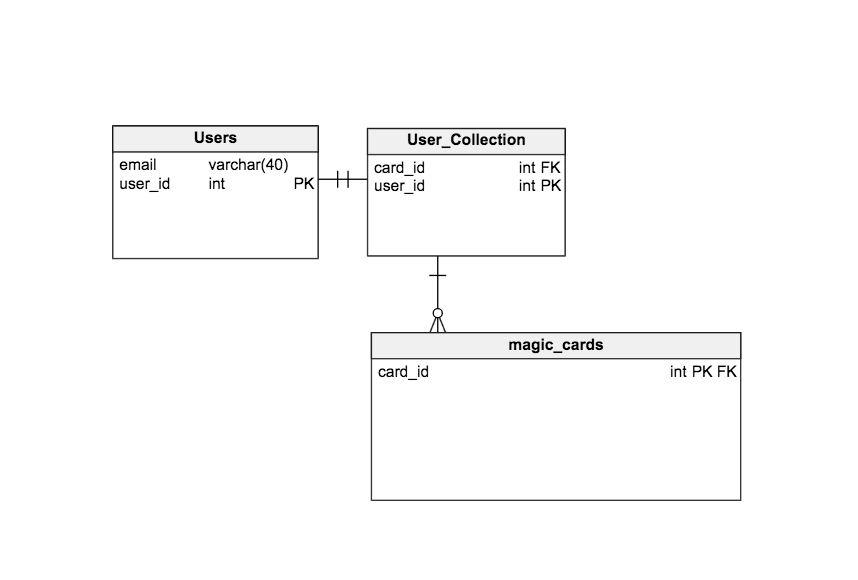 Users
email varchar(40)
user_id int PK
User_Collection
card_id int FK
user_id int PK
magic_cards
card_id int PK FK